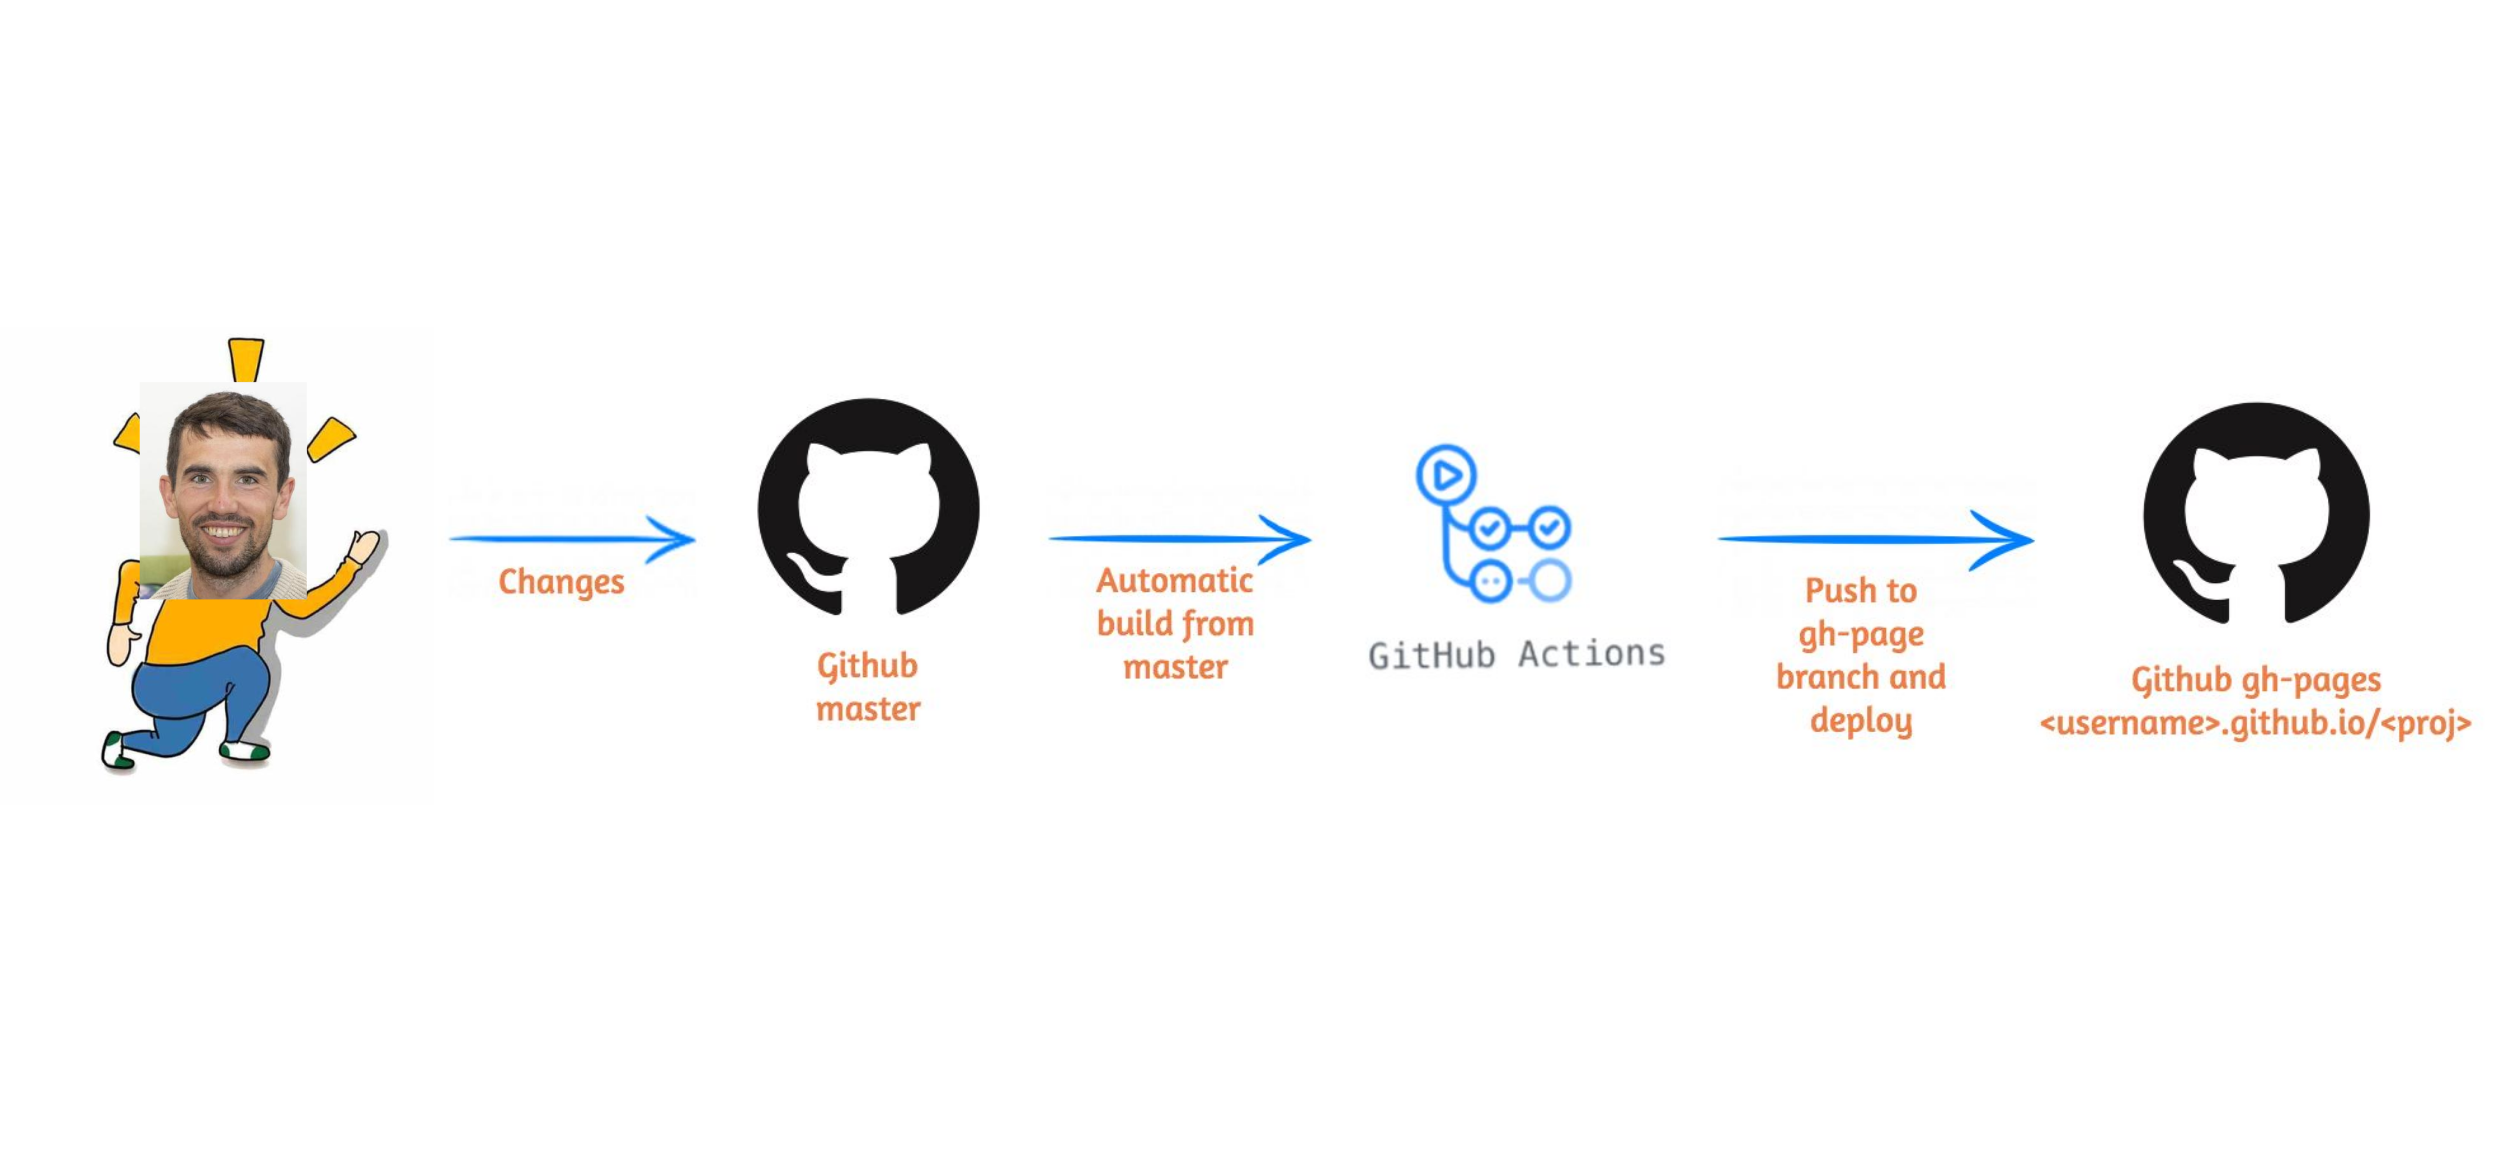 Changes
Github
master
Automatic
build from
master
GitHub Actions
Push to
gh-page
branch and
deploy
Github gh-pages
<username>.github.io/<proj>